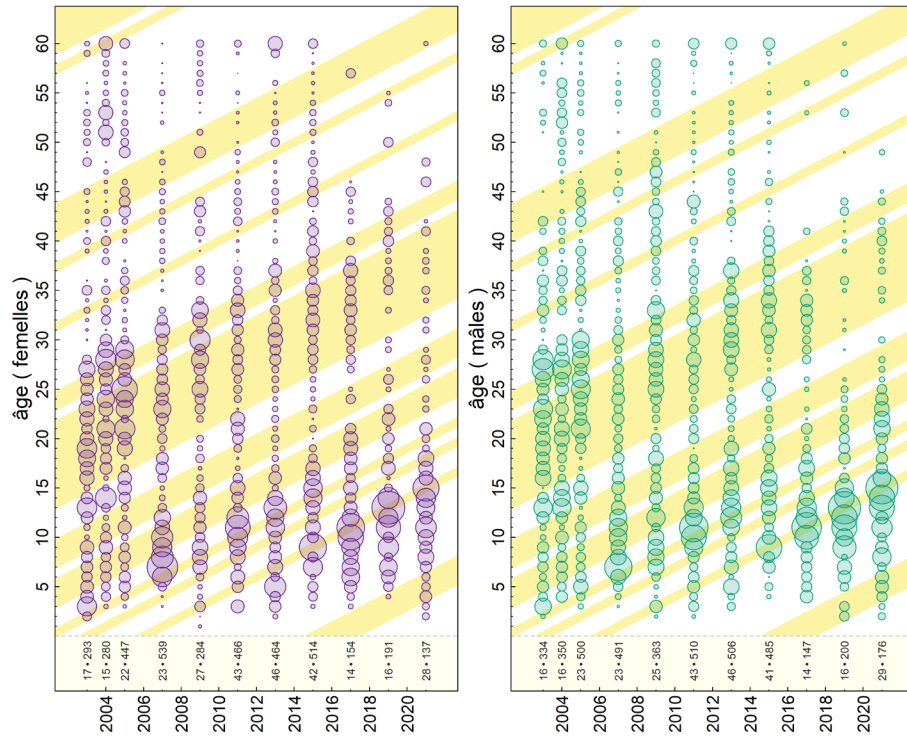 âge ( femelles )
60
55
50
45
40
35
30
25
20
15
10
5
17 • 293
15 • 280
22 • 447
23 • 539
27 • 284
43 • 466
46 • 464
42 • 514
14 • 154
16 • 191
28 • 137
2004
2006
2008
2010
2012
2014
2016
2018
2020
âge ( mâles )
60
55
50
45
40
35
30
25
20
15
10
5
16 • 334
16 • 350
23 • 500
23 • 491
25 • 363
43 • 510
46 • 506
41 • 485
14 • 147
16 • 200
29 • 176
2004
2006
2008
2010
2012
2014
2016
2018
2020